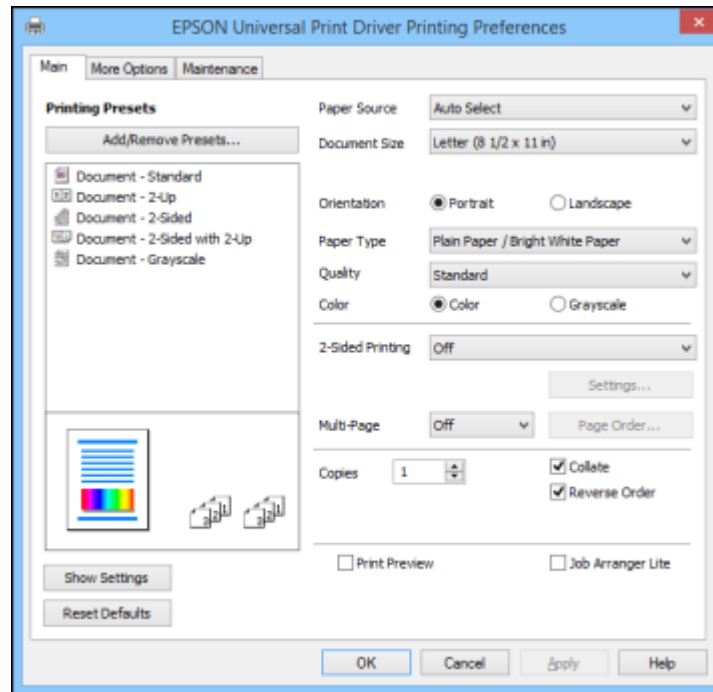 EPSON Universal Print Driver Printing Preferences
Main
More Options
Maintenance
Printing Presets
Add/Remove Presets...
Document - Standard
Document - 2-Up
Document - 2-Sided
Document - 2-Sided with 2-Up
Document - Grayscale
Show Settings
Reset Defaults
Paper Source
Auto Select
Document Size
Letter (8 1/2 x 11 in)
Orientation
Portrait
Landscape
Paper Type
Plain Paper / Bright White Paper
Quality
Standard
Color
Color
Grayscale
2-Sided Printing
Off
Settings...
Multi-Page
Off
Page Order...
Copies
1
Collate
Reverse Order
Print Preview
Job Arranger Lite
OK
Cancel
Apply
Help